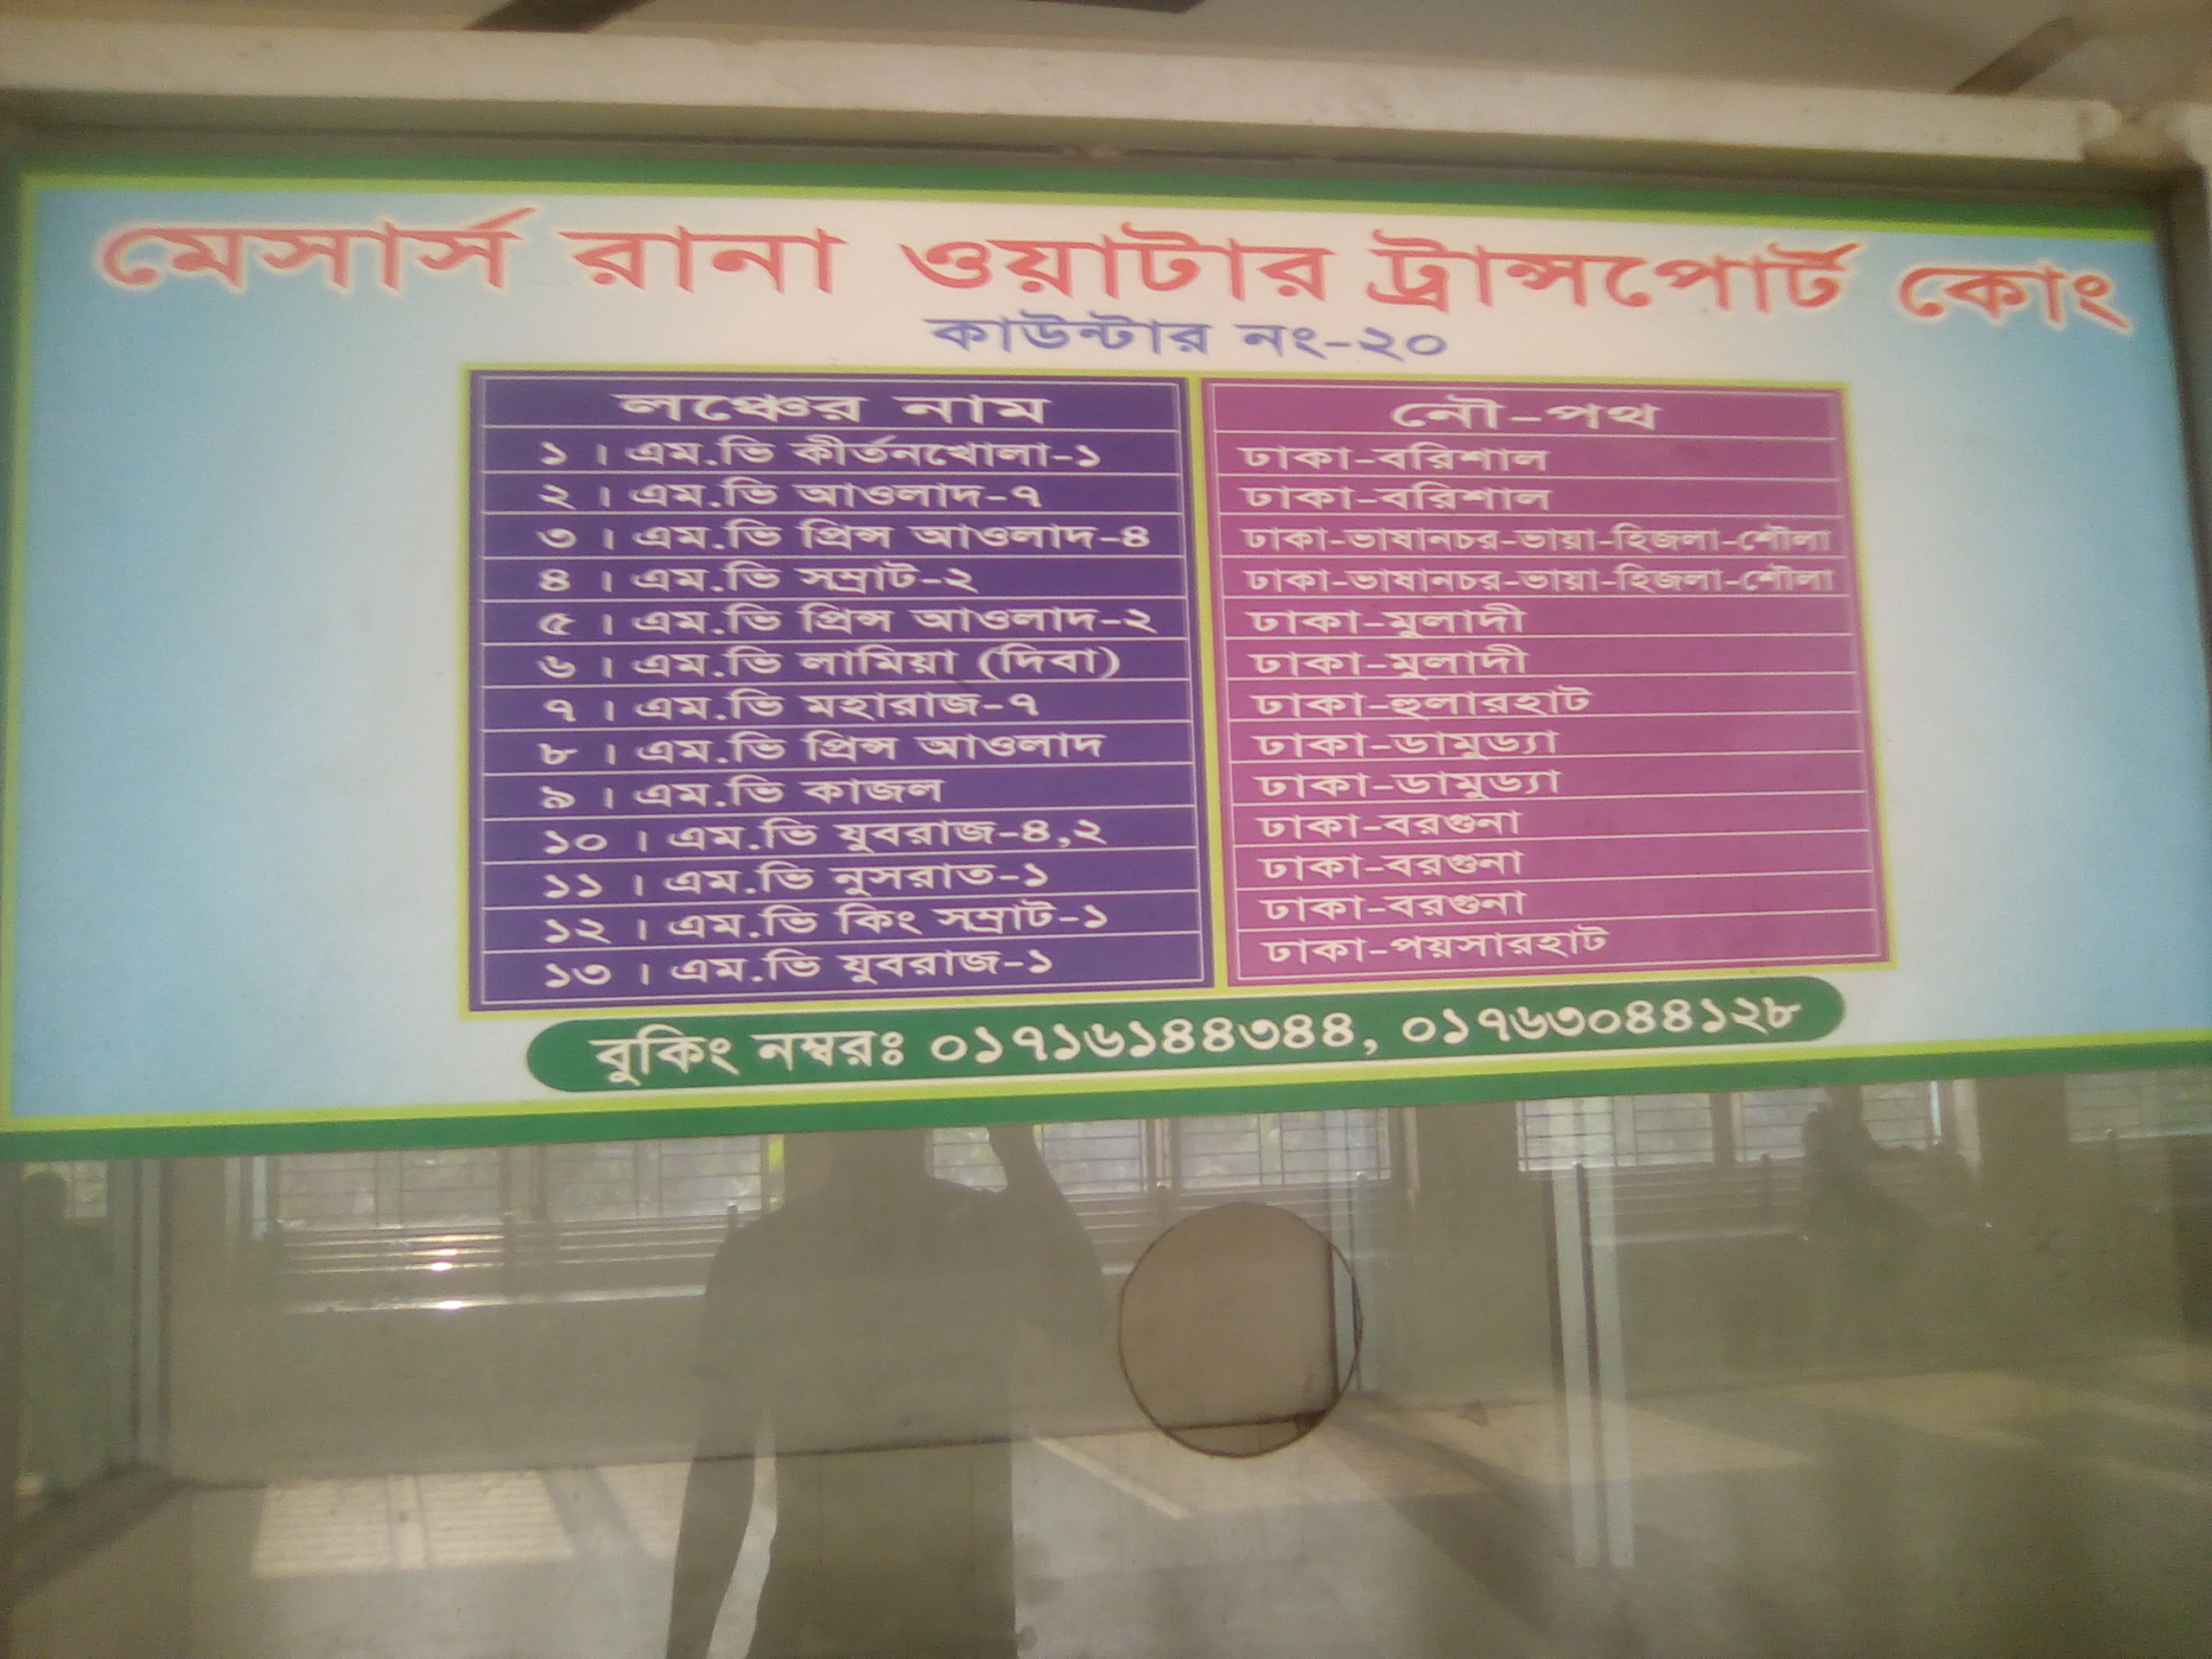 মেসার্স রানা ওয়াটার ট্রান্সপোর্ট কোং
কাউন্টার নং-২০
লঞ্চের নাম নৌ-পথ
১ । এম.ভি কীর্তনখোলা-১ ঢাকা-বরিশাল
২ । এম.ভি আওলাদ-৭ ঢাকা-বরিশাল
৩ । এম.ভি প্রিন্স আওলাদ-৪ ঢাকা-ভাষানচর-ভায়া-হিজলা-শৌলা
৪ । এম.ভি সম্রাট-২ ঢাকা-ভাষানচর-ভায়া-হিজলা-শৌলা
৫ । এম.ভি প্রিন্স আওলাদ-২ ঢাকা-মুলাদী
৬ । এম.ভি লামিয়া (দিবা) ঢাকা-মুলাদী
৭ । এম.ভি মহারাজ-৭ ঢাকা-হুলারহাট
৮ । এম.ভি প্রিন্স আওলাদ ঢাকা-ডামুড্যা
৯ । এম.ভি কাজল ঢাকা-ডামুড্যা
১০ । এম.ভি যুবরাজ-৪,২ ঢাকা-বরগুনা
১১ । এম.ভি নুসরাত-১ ঢাকা-বরগুনা
১২ । এম.ভি কিং সম্রাট-১ ঢাকা-বরগুনা
১৩ । এম.ভি যুবরাজ-১ ঢাকা-পয়সারহাট
বুকিং নম্বরঃ ০১৭১৬১৪৪৩৪৪, ০১৭৬৩০৪৪১২৮